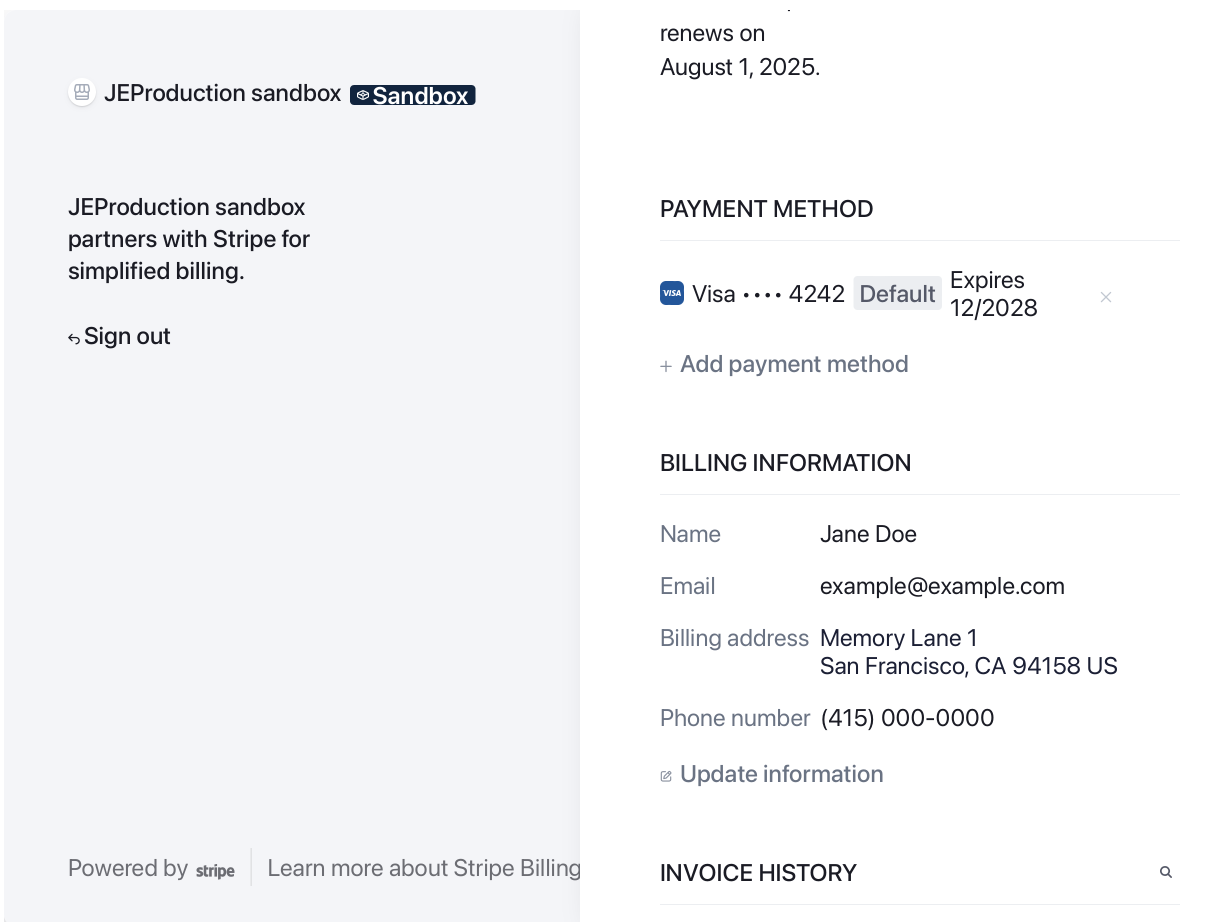 JEProduction sandbox Sandbox
JEProduction sandbox
partners with Stripe for
simplified billing.
Sign out
Powered by stripe
Learn more about Stripe Billing
renews on
August 1, 2025.
PAYMENT METHOD
VISA Visa •••• 4242 Default Expires
12/2028
Add payment method
BILLING INFORMATION
Name Jane Doe
Email example@example.com
Billing address Memory Lane 1
San Francisco, CA 94158 US
Phone number (415) 000-0000
Update information
INVOICE HISTORY